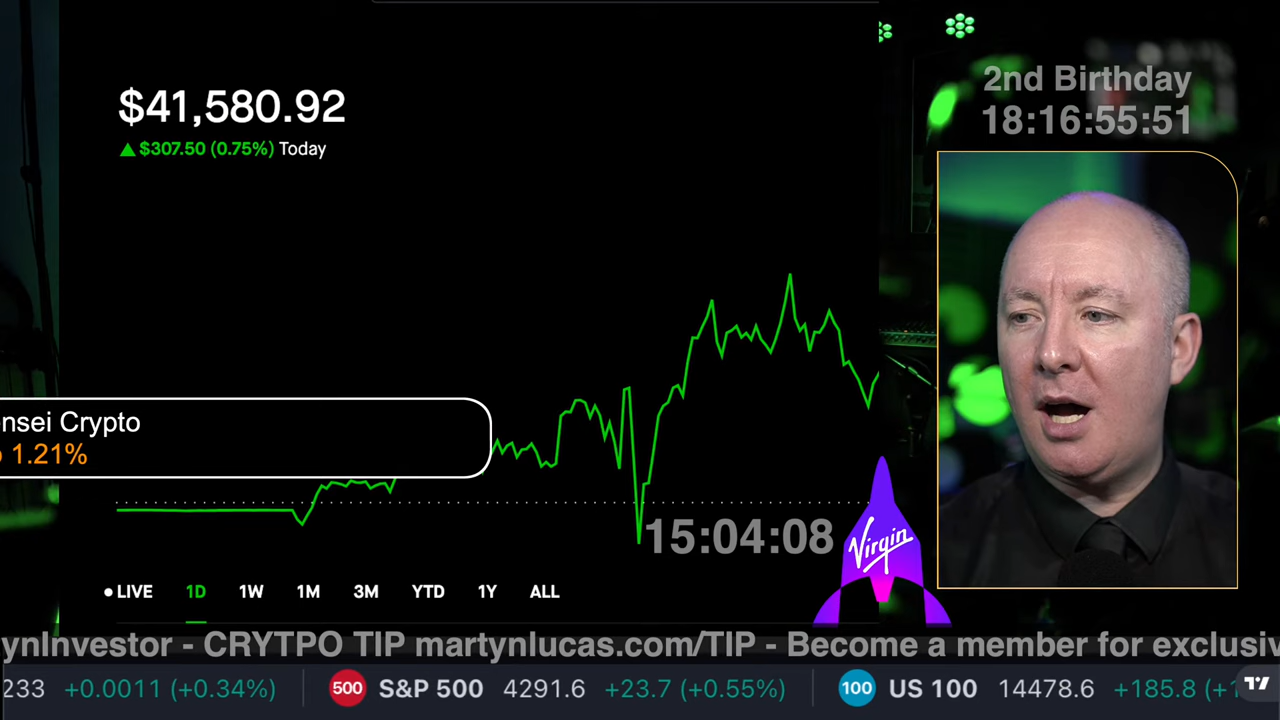 $41,580.92
▲ $307.50 (0.75%) Today
2nd Birthday
18:16:55:51
ensei Crypto
1.21%
15:04:08
Virgin
LIVE 1D 1W 1M 3M YTD 1Y ALL
ynInvestor - CRYTPO TIP martynlucas.com/TIP - Become a member for exclusiv
233 +0.0011 (+0.34%) 500 S&P 500 4291.6 +23.7 (+0.55%) 100 US 100 14478.6 +185.8 (+1